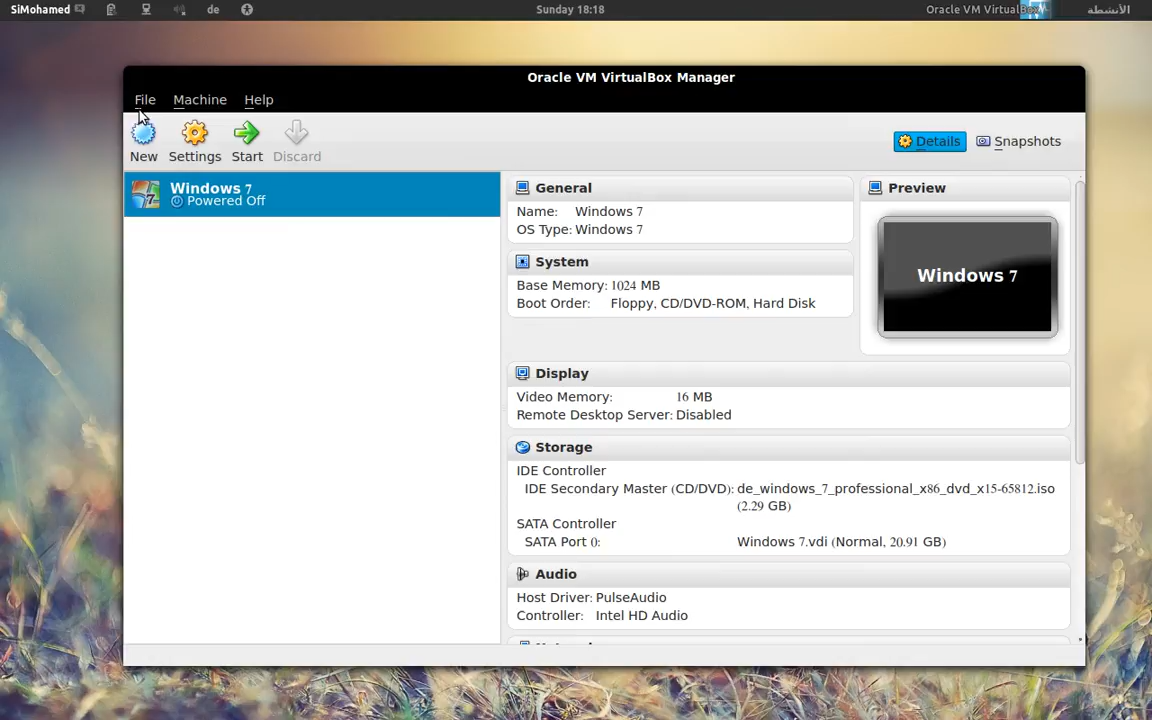 SiMohamed
de
Sunday 18:18
Oracle VM VirtualBox
الأنشطة
Oracle VM VirtualBox Manager
File
Machine
Help
New
Settings
Start
Discard
Details
Snapshots
Windows 7
Powered Off
General
Name: Windows 7
OS Type: Windows 7
System
Base Memory: 1024 MB
Boot Order: Floppy, CD/DVD-ROM, Hard Disk
Preview
Windows 7
Display
Video Memory: 16 MB
Remote Desktop Server: Disabled
Storage
IDE Controller
IDE Secondary Master (CD/DVD): de_windows_7_professional_x86_dvd_x15-65812.iso
(2.29 GB)
SATA Controller
SATA Port 0: Windows 7.vdi (Normal, 20.91 GB)
Audio
Host Driver: PulseAudio
Controller: Intel HD Audio